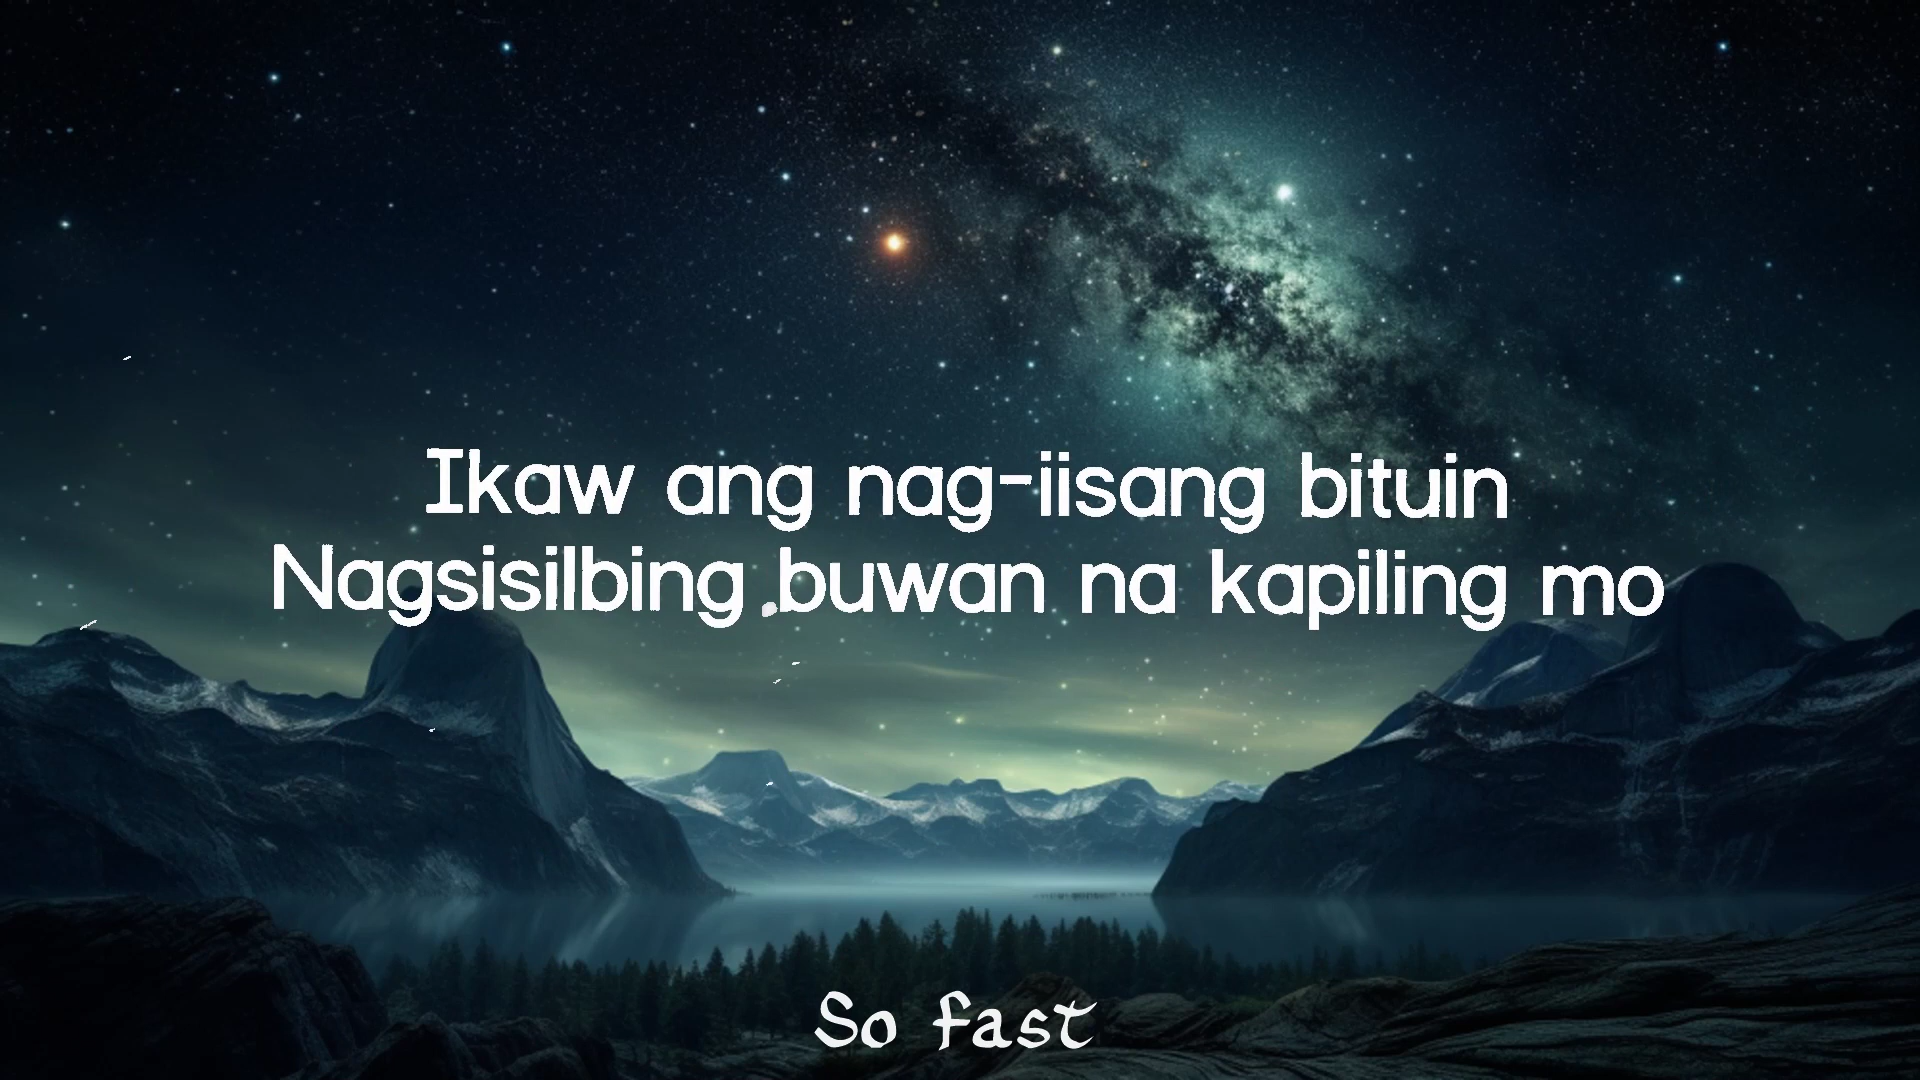 Ikaw ang nag-iisang bituin
Nagsisilbing buwan na kapiling mo
So fast